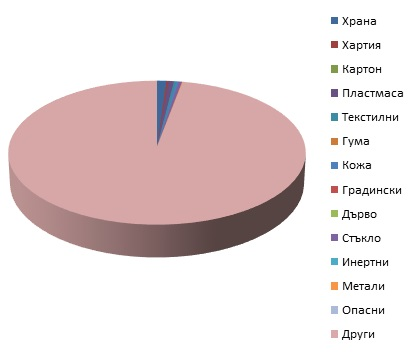 Храна
Хартия
Картон
Пластмаса
Текстилни
Гума
Кожа
Градински
Дърво
Стъкло
Инертни
Метали
Опасни
Други